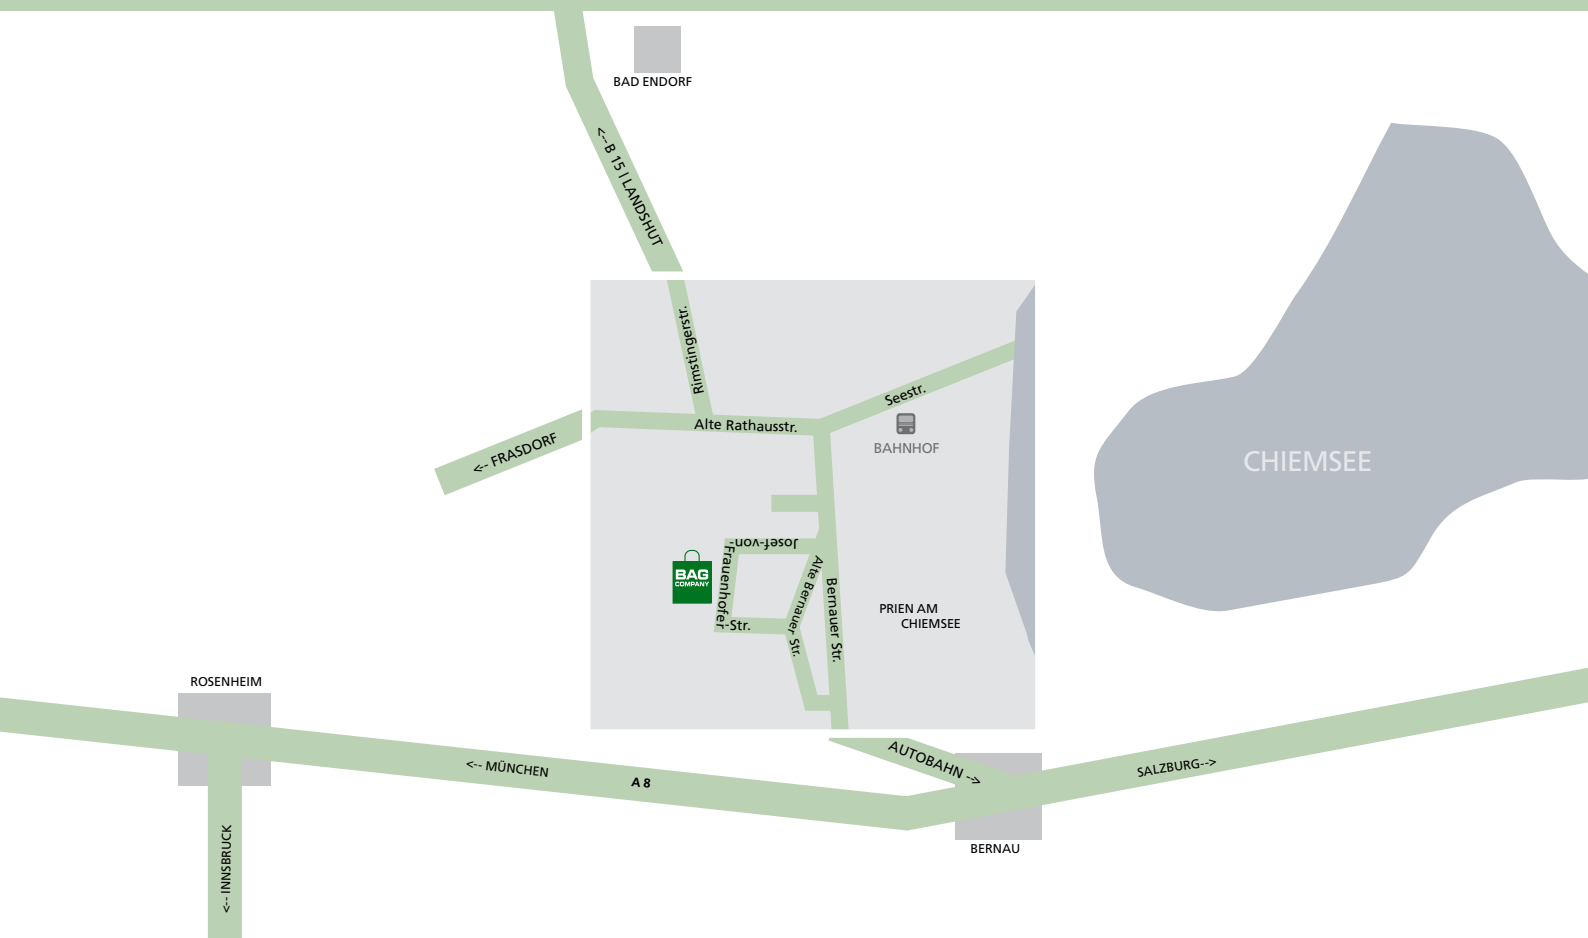 BAD ENDORF
<-- B 15 | LANDSHUT
Rimstingerstr.
Seestr.
Alte Rathausstr.
<-- FRASDORF
BAHNHOF
CHIEMSEE
Josef-von-
Frauenhofer
-Str.
BAG
COMPANY
Alte Bernauer Str.
Bernauer Str.
PRIEN AM
CHIEMSEE
ROSENHEIM
<-- MÜNCHEN
A 8
AUTOBAHN -->
SALZBURG-->
BERNAU
<-- INNSBRUCK